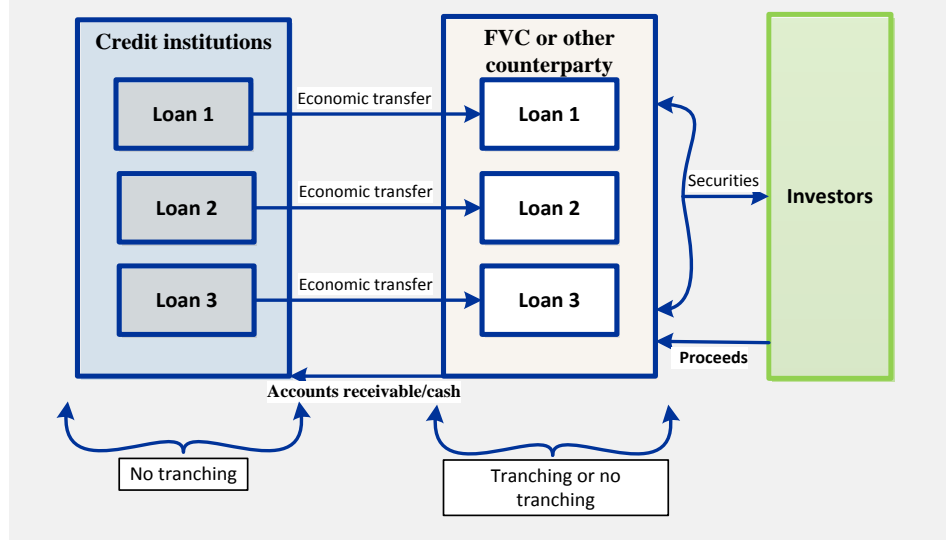 Credit institutions
FVC or other
counterparty
Loan 1
Economic transfer
Loan 1
Loan 2
Economic transfer
Loan 2
Securities
Investors
Loan 3
Economic transfer
Loan 3
Proceeds
Accounts receivable/cash
No tranching
Tranching or no
tranching